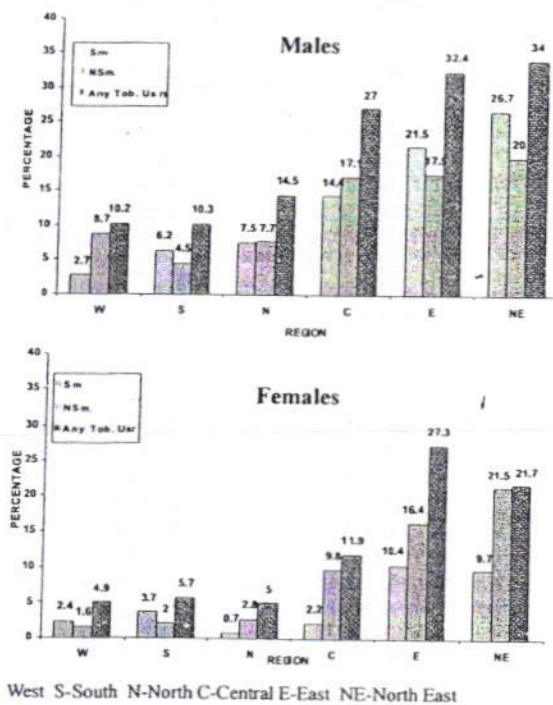 Males
40
35
30
25
20
15
10
5
0
PERCENTAGE
Sm
NSm.
Any Tob. Usrs
2.7 8.7 10.2
6.2 4.5 10.3
7.5 7.7 14.5
14.4 17.1 27
21.5 17.5 32.4
26.7 20 34
W S N C E NE
REGION
Females
40
35
30
25
20
15
10
5
0
PERCENTAGE
Sm
NSm.
Any Tob. Usr
2.4 1.6 4.9
3.7 2 5.7
0.7 2.8 5
2.2 9.8 11.9
10.4 16.4 27.3
9.7 21.5 21.7
W S N C E NE
REGION
West S-South N-North C-Central E-East NE-North East